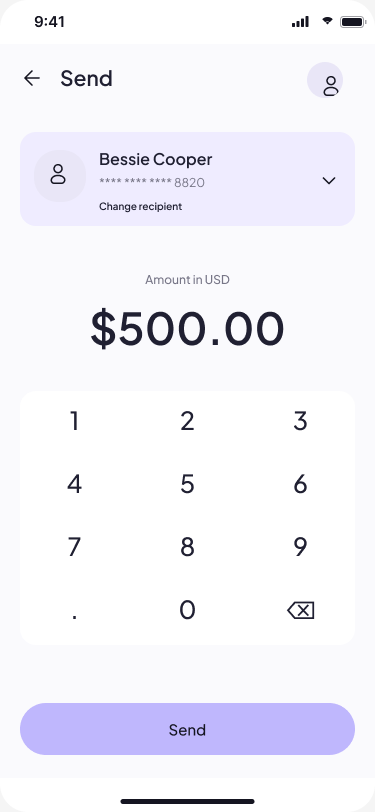 9:41
Send
Bessie Cooper
**** **** **** 8820
Change recipient
Amount in USD
$500.00
1 2 3
4 5 6
7 8 9
. 0
Send